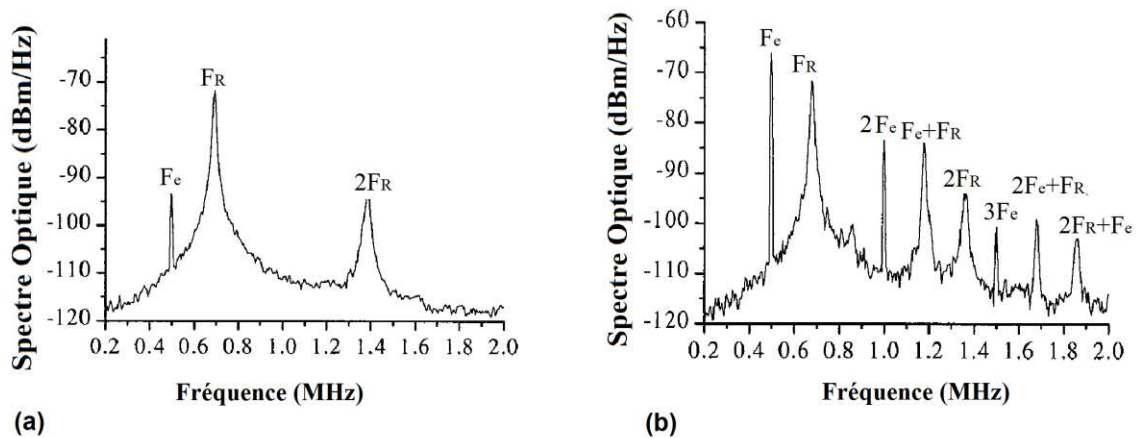 Spectre Optique (dBm/Hz)
-70
-80
-90
-100
-110
-120
Fe
FR
2FR
0.2 0.4 0.6 0.8 1.0 1.2 1.4 1.6 1.8 2.0
Fréquence (MHz)
(a)
Spectre Optique (dBm/Hz)
-60
-70
-80
-90
-100
-110
-120
Fe
FR
2Fe
Fe+FR
2FR
3Fe
2Fe+FR
2FR+Fe
0.2 0.4 0.6 0.8 1.0 1.2 1.4 1.6 1.8 2.0
Fréquence (MHz)
(b)